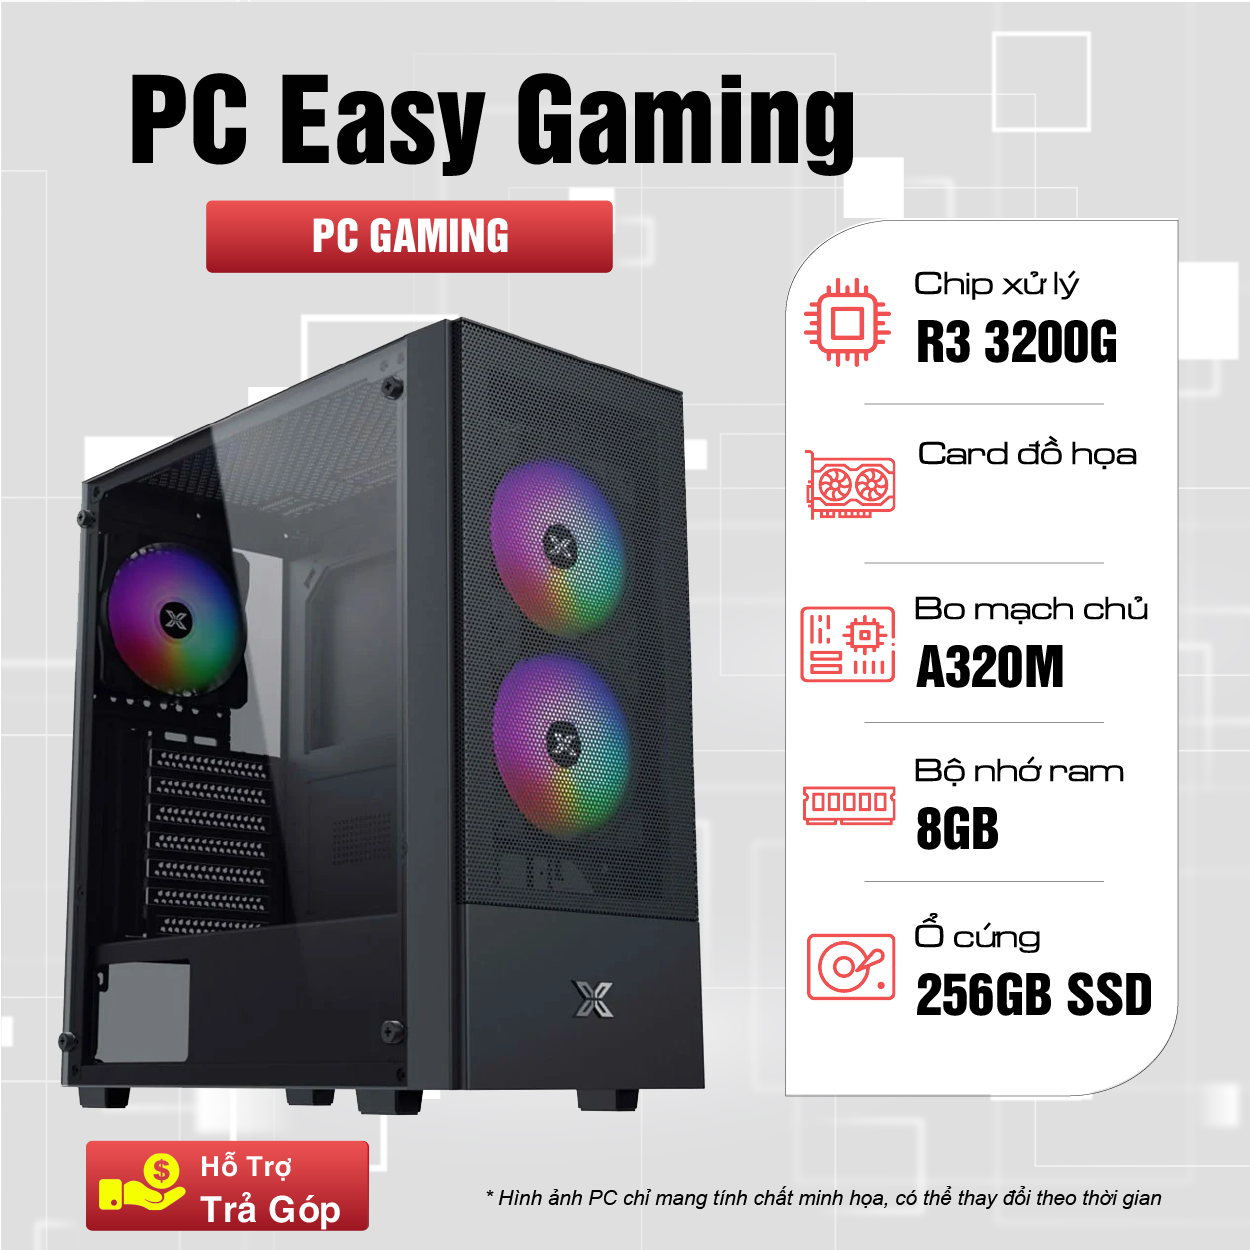 PC Easy Gaming
PC GAMING
Chip xử lý
R3 3200G
Card đồ họa
Bo mạch chủ
A320M
Bộ nhớ ram
8GB
Ổ cứng
256GB SSD
$
Hỗ Trợ
Trả Góp
* Hình ảnh PC chỉ mang tính chất minh họa, có thể thay đổi theo thời gian